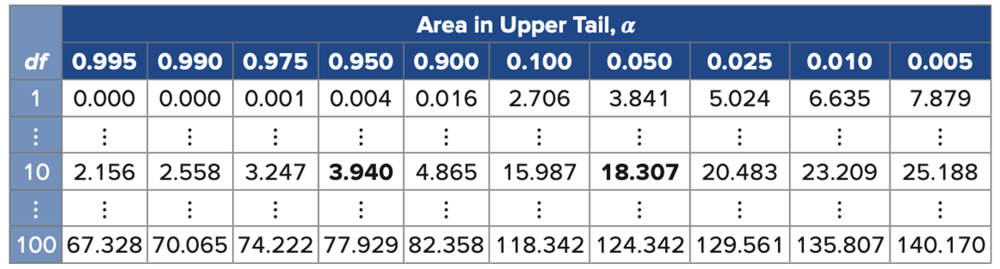 Area in Upper Tail, α
df 0.995 0.990 0.975 0.950 0.900 0.100 0.050 0.025 0.010 0.005
1 0.000 0.000 0.001 0.004 0.016 2.706 3.841 5.024 6.635 7.879
⋮ ⋮ ⋮ ⋮ ⋮ ⋮ ⋮ ⋮ ⋮ ⋮ ⋮
10 2.156 2.558 3.247 3.940 4.865 15.987 18.307 20.483 23.209 25.188
⋮ ⋮ ⋮ ⋮ ⋮ ⋮ ⋮ ⋮ ⋮ ⋮ ⋮
100 67.328 70.065 74.222 77.929 82.358 118.342 124.342 129.561 135.807 140.170